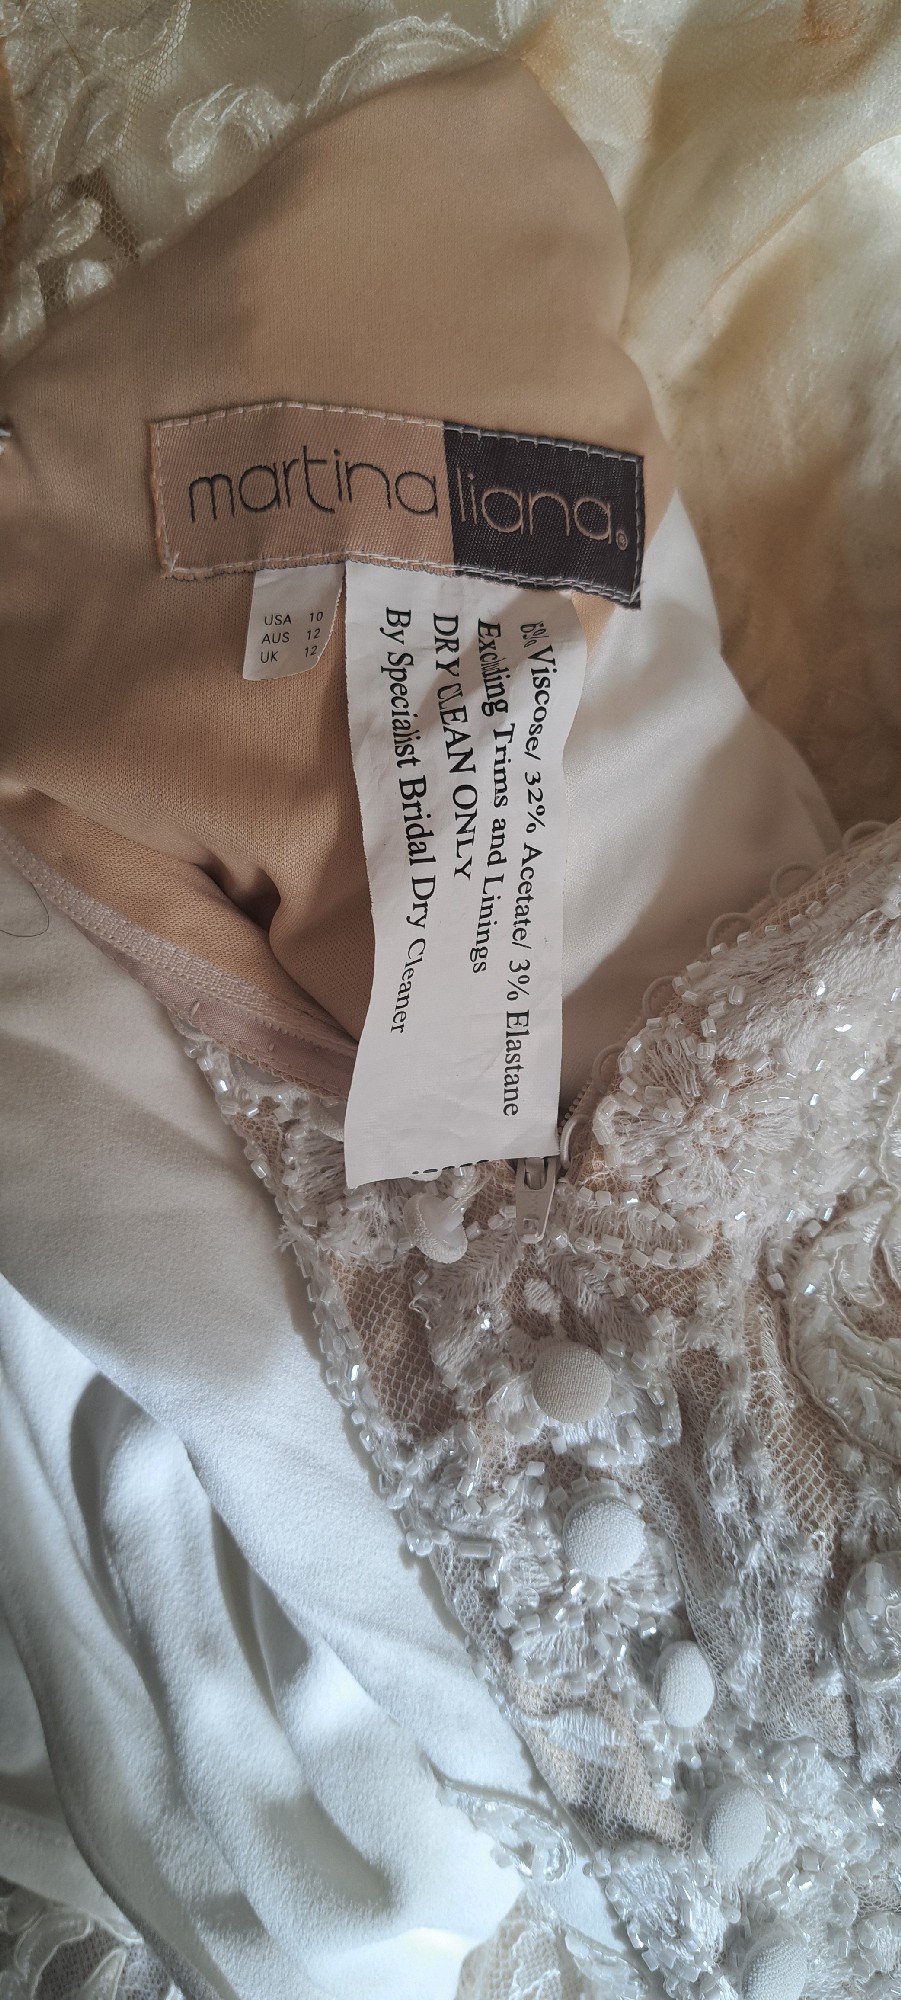 martina liana®
USA 10
AUS 12
UK 12
Viscose/ 32% Acetate/ 3% Elastane
Excluding Trims and Linings
DRY CLEAN ONLY
By Specialist Bridal Dry Cleaner